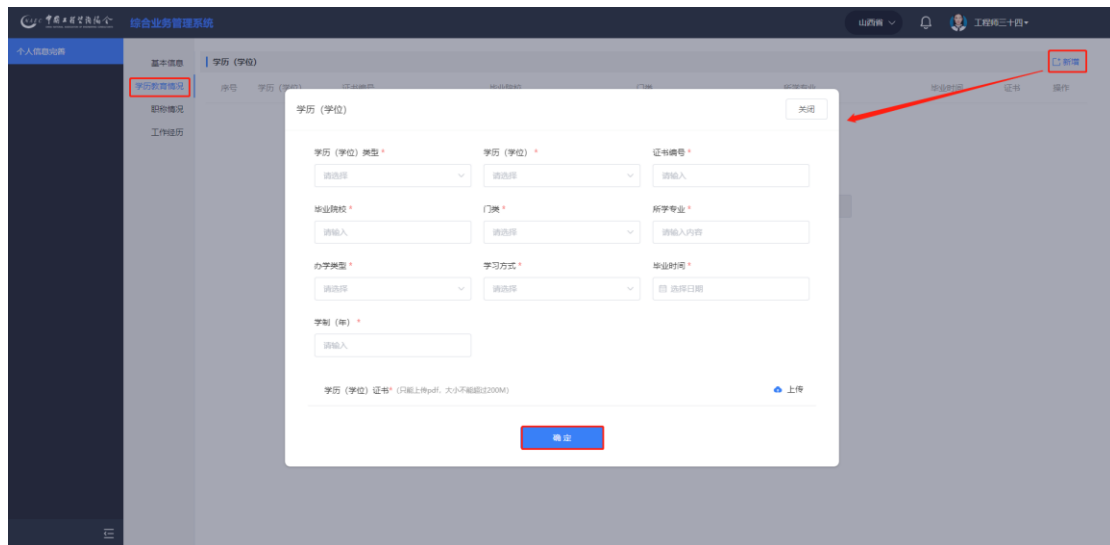 综合业务管理系统
山西省
工程师三十四
个人信息完善
基本信息
学历教育情况
职称情况
工作经历
学历（学位）
新增
序号 学历（学位） 证书编号 毕业院校 门类 所学专业 毕业时间 证书 操作
学历（学位）
关闭
学历（学位）类型 * 学历（学位） * 证书编号 *
请选择 请选择 请输入
毕业院校 * 门类 * 所学专业 *
请输入 请选择 请输入内容
办学类型 * 学习方式 * 毕业时间 *
请选择 请选择 选择日期
学制（年） *
请输入
学历（学位）证书*（只能上传pdf，大小不能超过200M） 上传
确 定